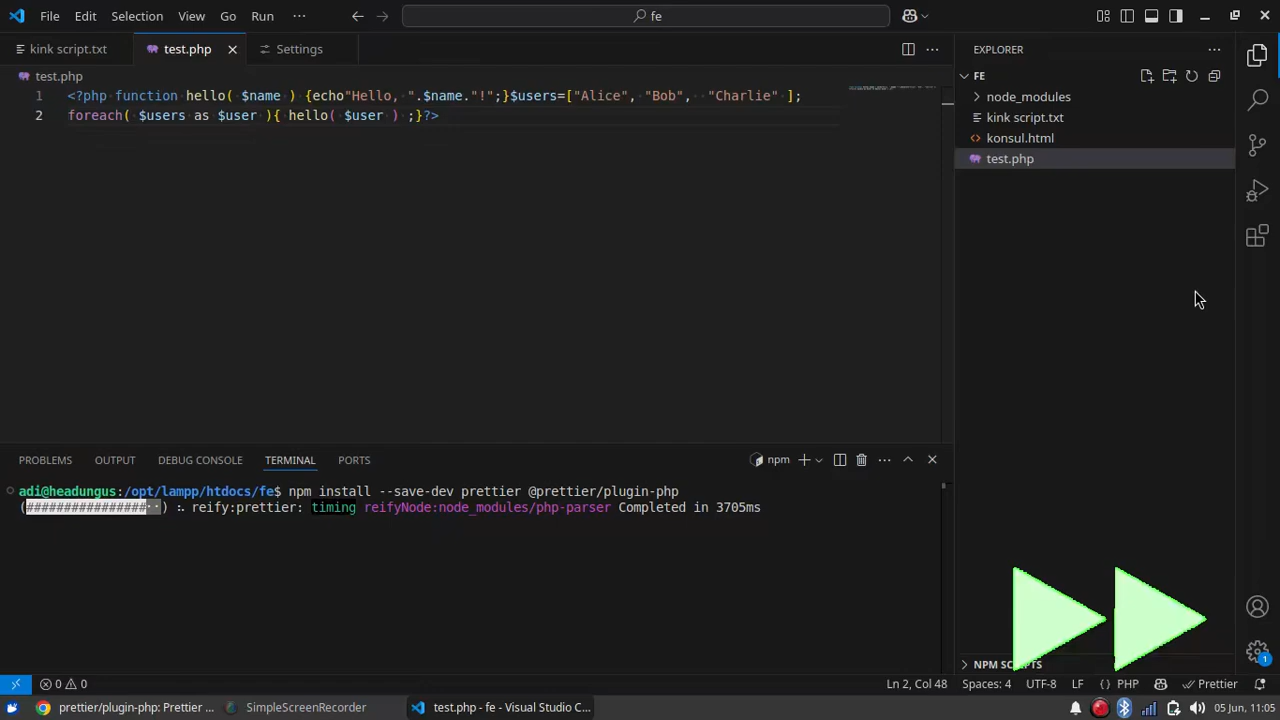 File Edit Selection View Go Run ··· fe
kink script.txt test.php Settings
test.php
1 <?php function hello( $name ) {echo"Hello, ".$name."!";}$users=["Alice", "Bob",  "Charlie" ];
2 foreach( $users as $user ){ hello( $user ) ;}?>
EXPLORER
FE
node_modules
kink script.txt
konsul.html
test.php
NPM SCRIPTS
PROBLEMS OUTPUT DEBUG CONSOLE TERMINAL PORTS npm
adi@headungus:/opt/lampp/htdocs/fe$ npm install --save-dev prettier @prettier/plugin-php
(################··) ⠦ reify:prettier: timing reifyNode:node_modules/php-parser Completed in 3705ms
1
0 0 Ln 2, Col 48 Spaces: 4 UTF-8 LF {} PHP Prettier
prettier/plugin-php: Prettier ... SimpleScreenRecorder test.php - fe - Visual Studio C... 05 Jun, 11:05